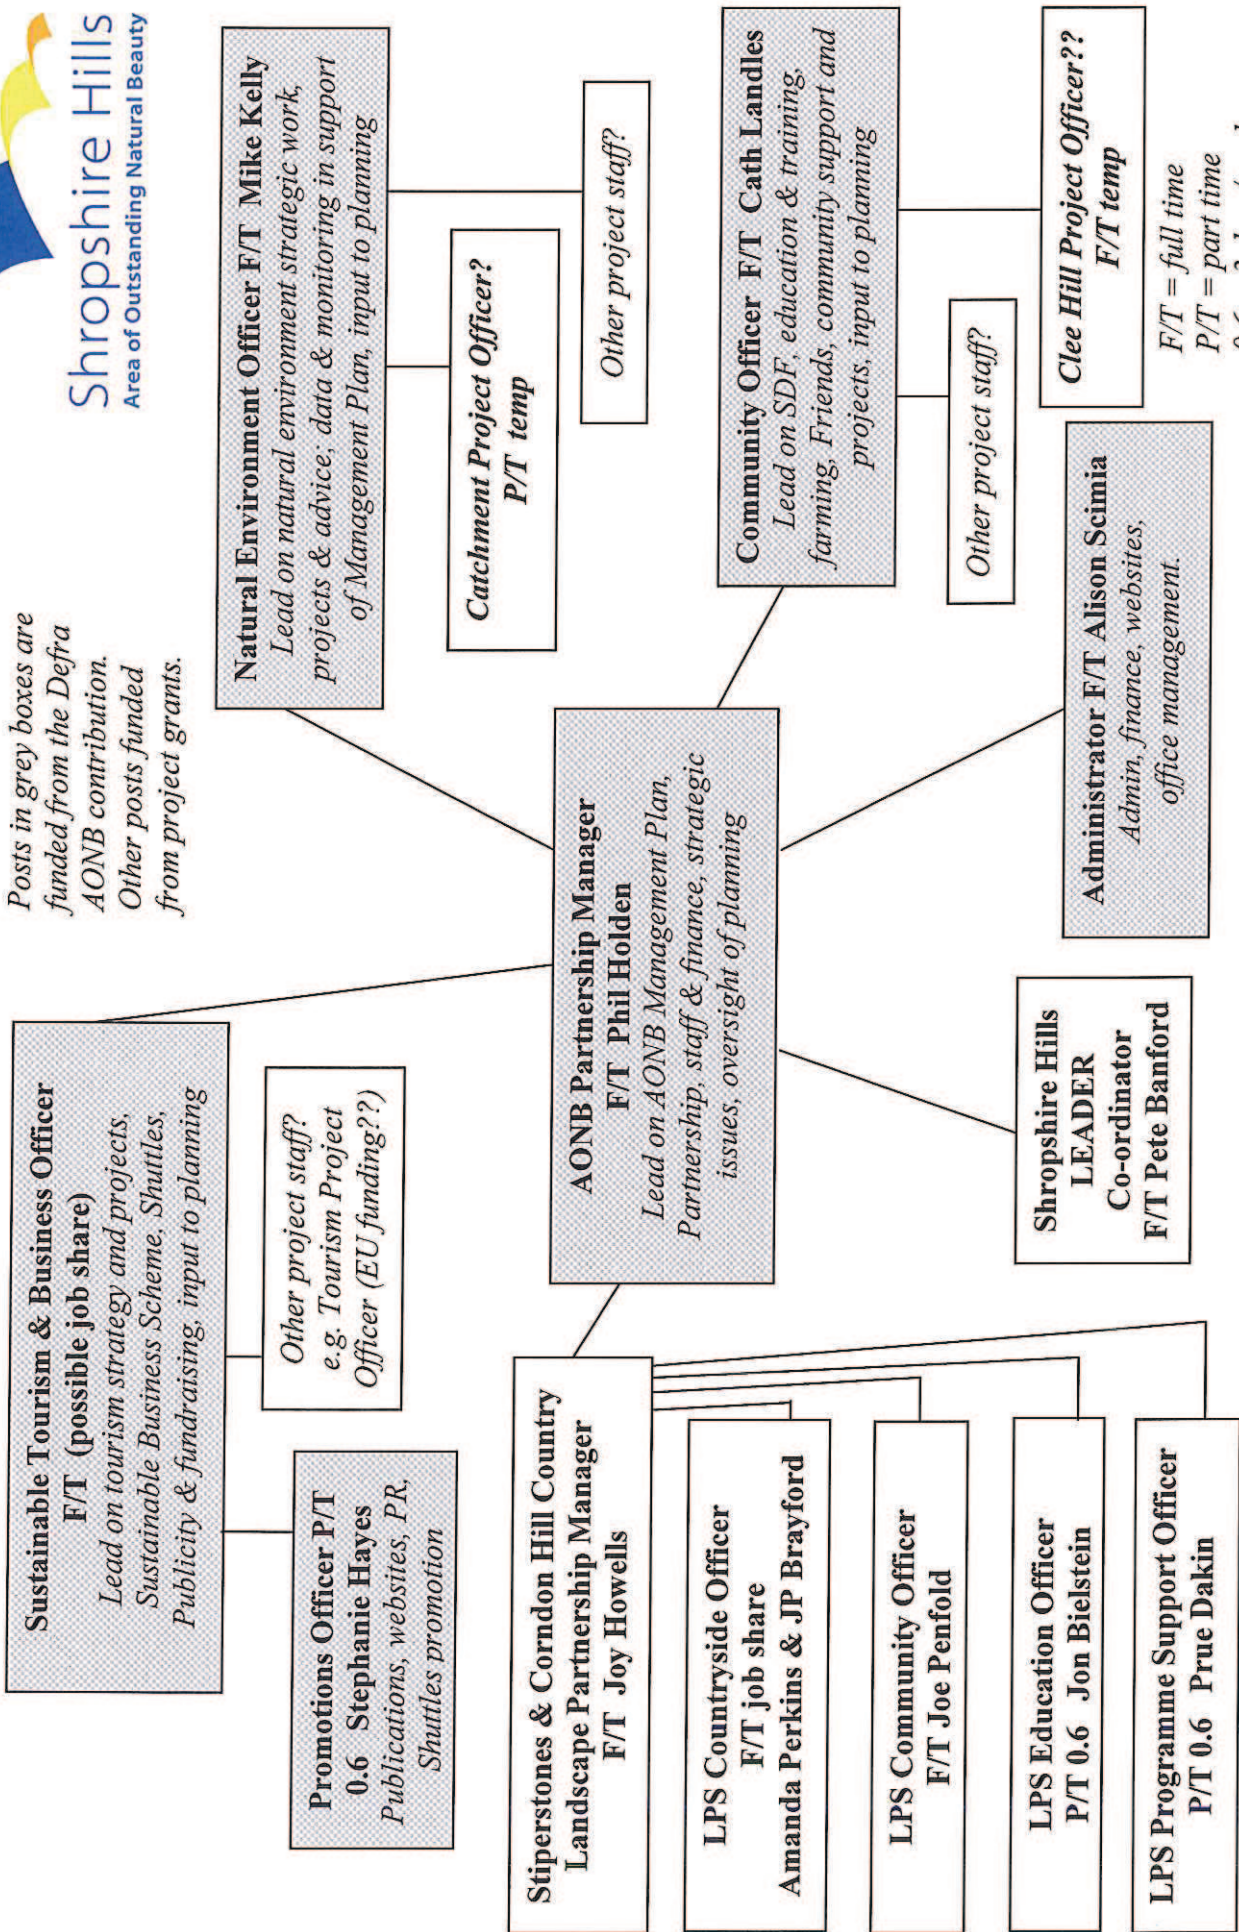 Shropshire Hills
Area of Outstanding Natural Beauty
Posts in grey boxes are
funded from the Defra
AONB contribution.
Other posts funded
from project grants.
Sustainable Tourism & Business Officer
F/T (possible job share)
Lead on tourism strategy and projects,
Sustainable Business Scheme, Shuttles,
Publicity & fundraising, input to planning
Other project staff?
e.g. Tourism Project
Officer (EU funding??)
Promotions Officer P/T
0.6 Stephanie Hayes
Publications, websites, PR,
Shuttles promotion
Natural Environment Officer F/T Mike Kelly
Lead on natural environment strategic work,
projects & advice; data & monitoring in support
of Management Plan, input to planning
Catchment Project Officer?
P/T temp
Other project staff?
AONB Partnership Manager
F/T Phil Holden
Lead on AONB Management Plan,
Partnership, staff & finance, strategic
issues, oversight of planning
Community Officer F/T Cath Landles
Lead on SDF, education & training,
farming, Friends, community support and
projects, input to planning
Other project staff?
Clee Hill Project Officer??
F/T temp
Stiperstones & Corndon Hill Country
Landscape Partnership Manager
F/T Joy Howells
LPS Countryside Officer
F/T job share
Amanda Perkins & JP Brayford
LPS Community Officer
F/T Joe Penfold
LPS Education Officer
P/T 0.6 Jon Bielstein
LPS Programme Support Officer
P/T 0.6 Prue Dakin
Shropshire Hills
LEADER
Co-ordinator
F/T Pete Banford
Administrator F/T Alison Scimia
Admin, finance, websites,
office management.
F/T = full time
P/T = part time